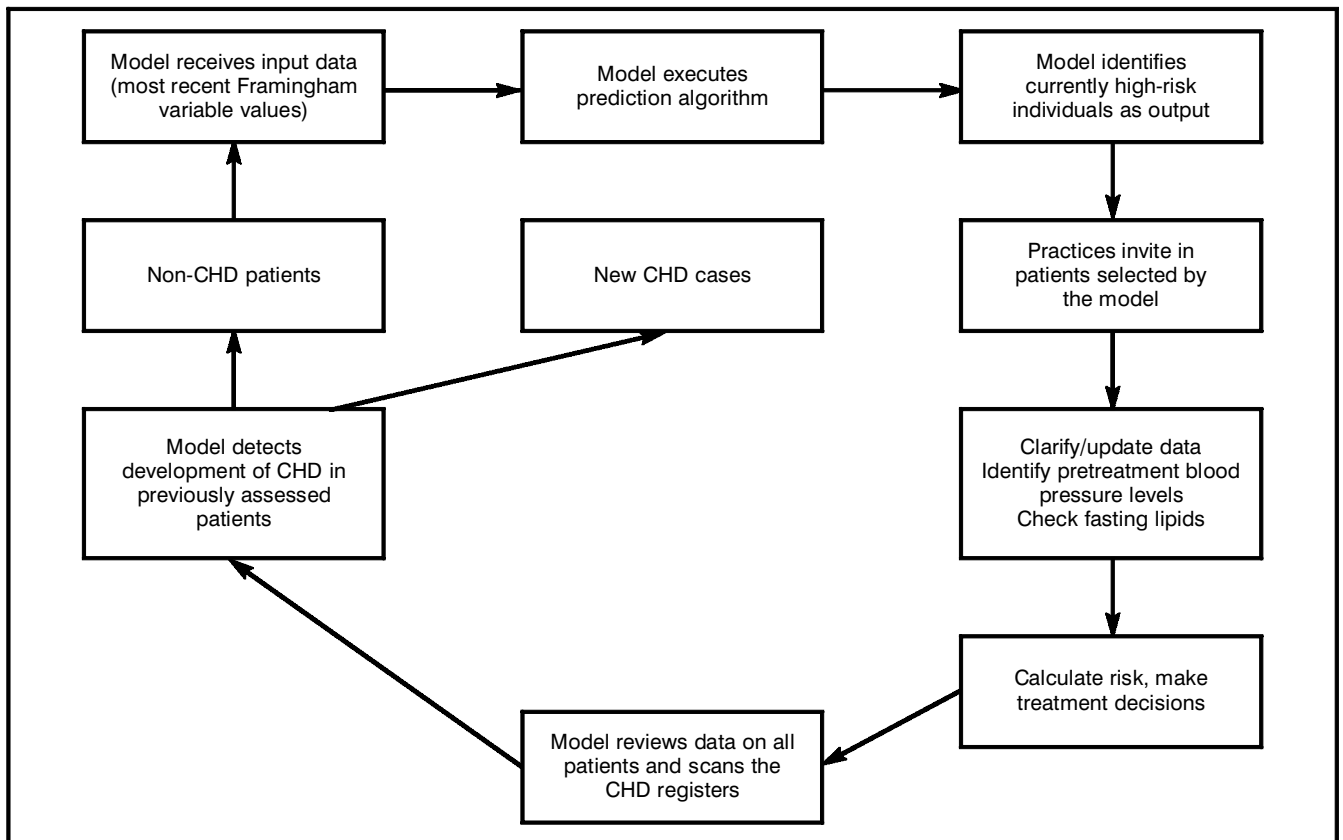 Model receives input data
(most recent Framingham
variable values)
Model executes
prediction algorithm
Model identifies
currently high-risk
individuals as output
Non-CHD patients
New CHD cases
Practices invite in
patients selected by
the model
Model detects
development of CHD in
previously assessed
patients
Clarify/update data
Identify pretreatment blood
pressure levels
Check fasting lipids
Calculate risk, make
treatment decisions
Model reviews data on all
patients and scans the
CHD registers